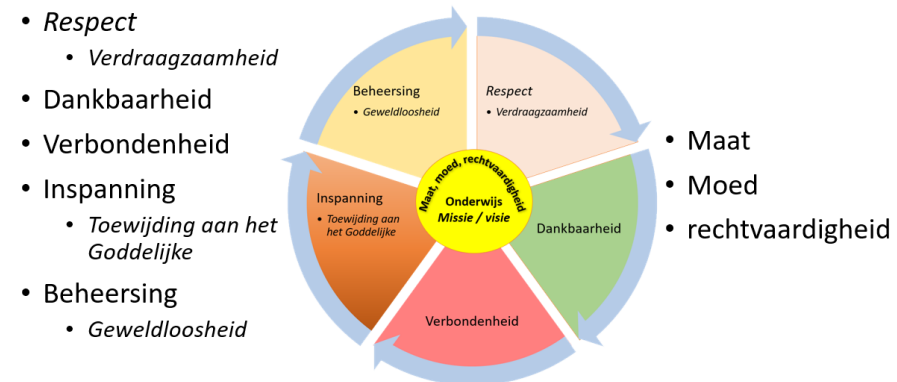 • Respect
• Verdraagzaamheid
• Dankbaarheid
• Verbondenheid
• Inspanning
• Toewijding aan het
Goddelijke
• Beheersing
• Geweldloosheid
Beheersing
• Geweldloosheid
Respect
• Verdraagzaamheid
Inspanning
• Toewijding aan
het Goddelijke
Maat, moed, rechtvaardigheid
Onderwijs
Missie / visie
Dankbaarheid
Verbondenheid
• Maat
• Moed
• rechtvaardigheid